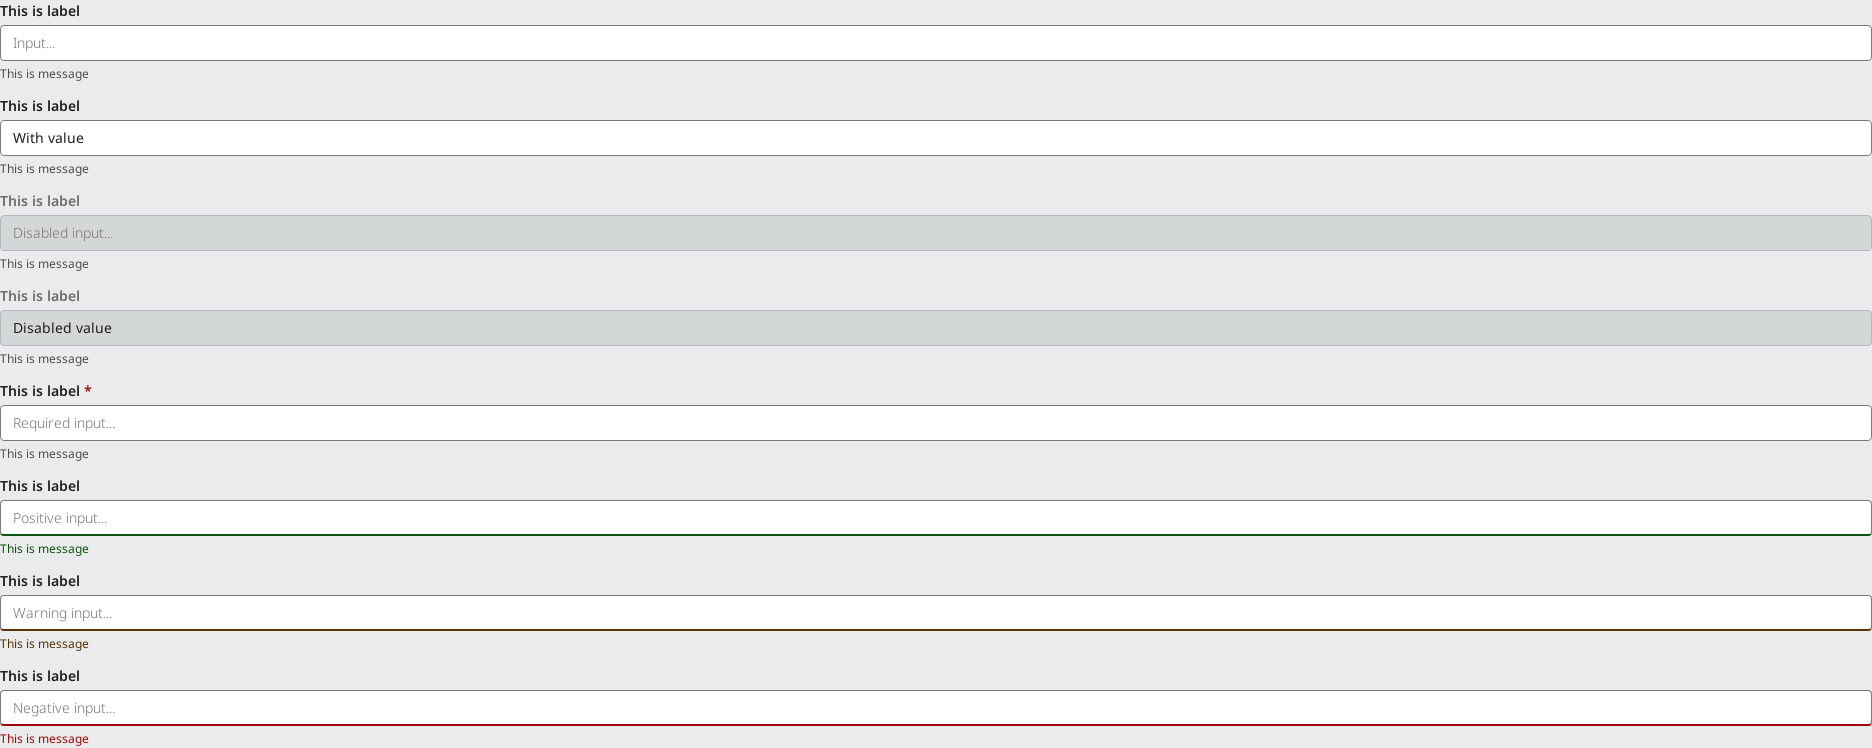 This is label
Input...
This is message
This is label
With value
This is message
This is label
Disabled input...
This is message
This is label
Disabled value
This is message
This is label *
Required input...
This is message
This is label
Positive input...
This is message
This is label
Warning input...
This is message
This is label
Negative input...
This is message